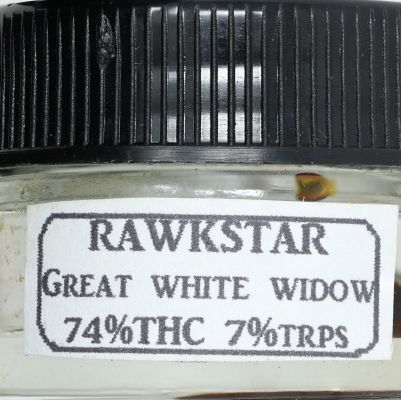 RAWKSTAR
GREAT WHITE WIDOW
74%THC 7%TRPS